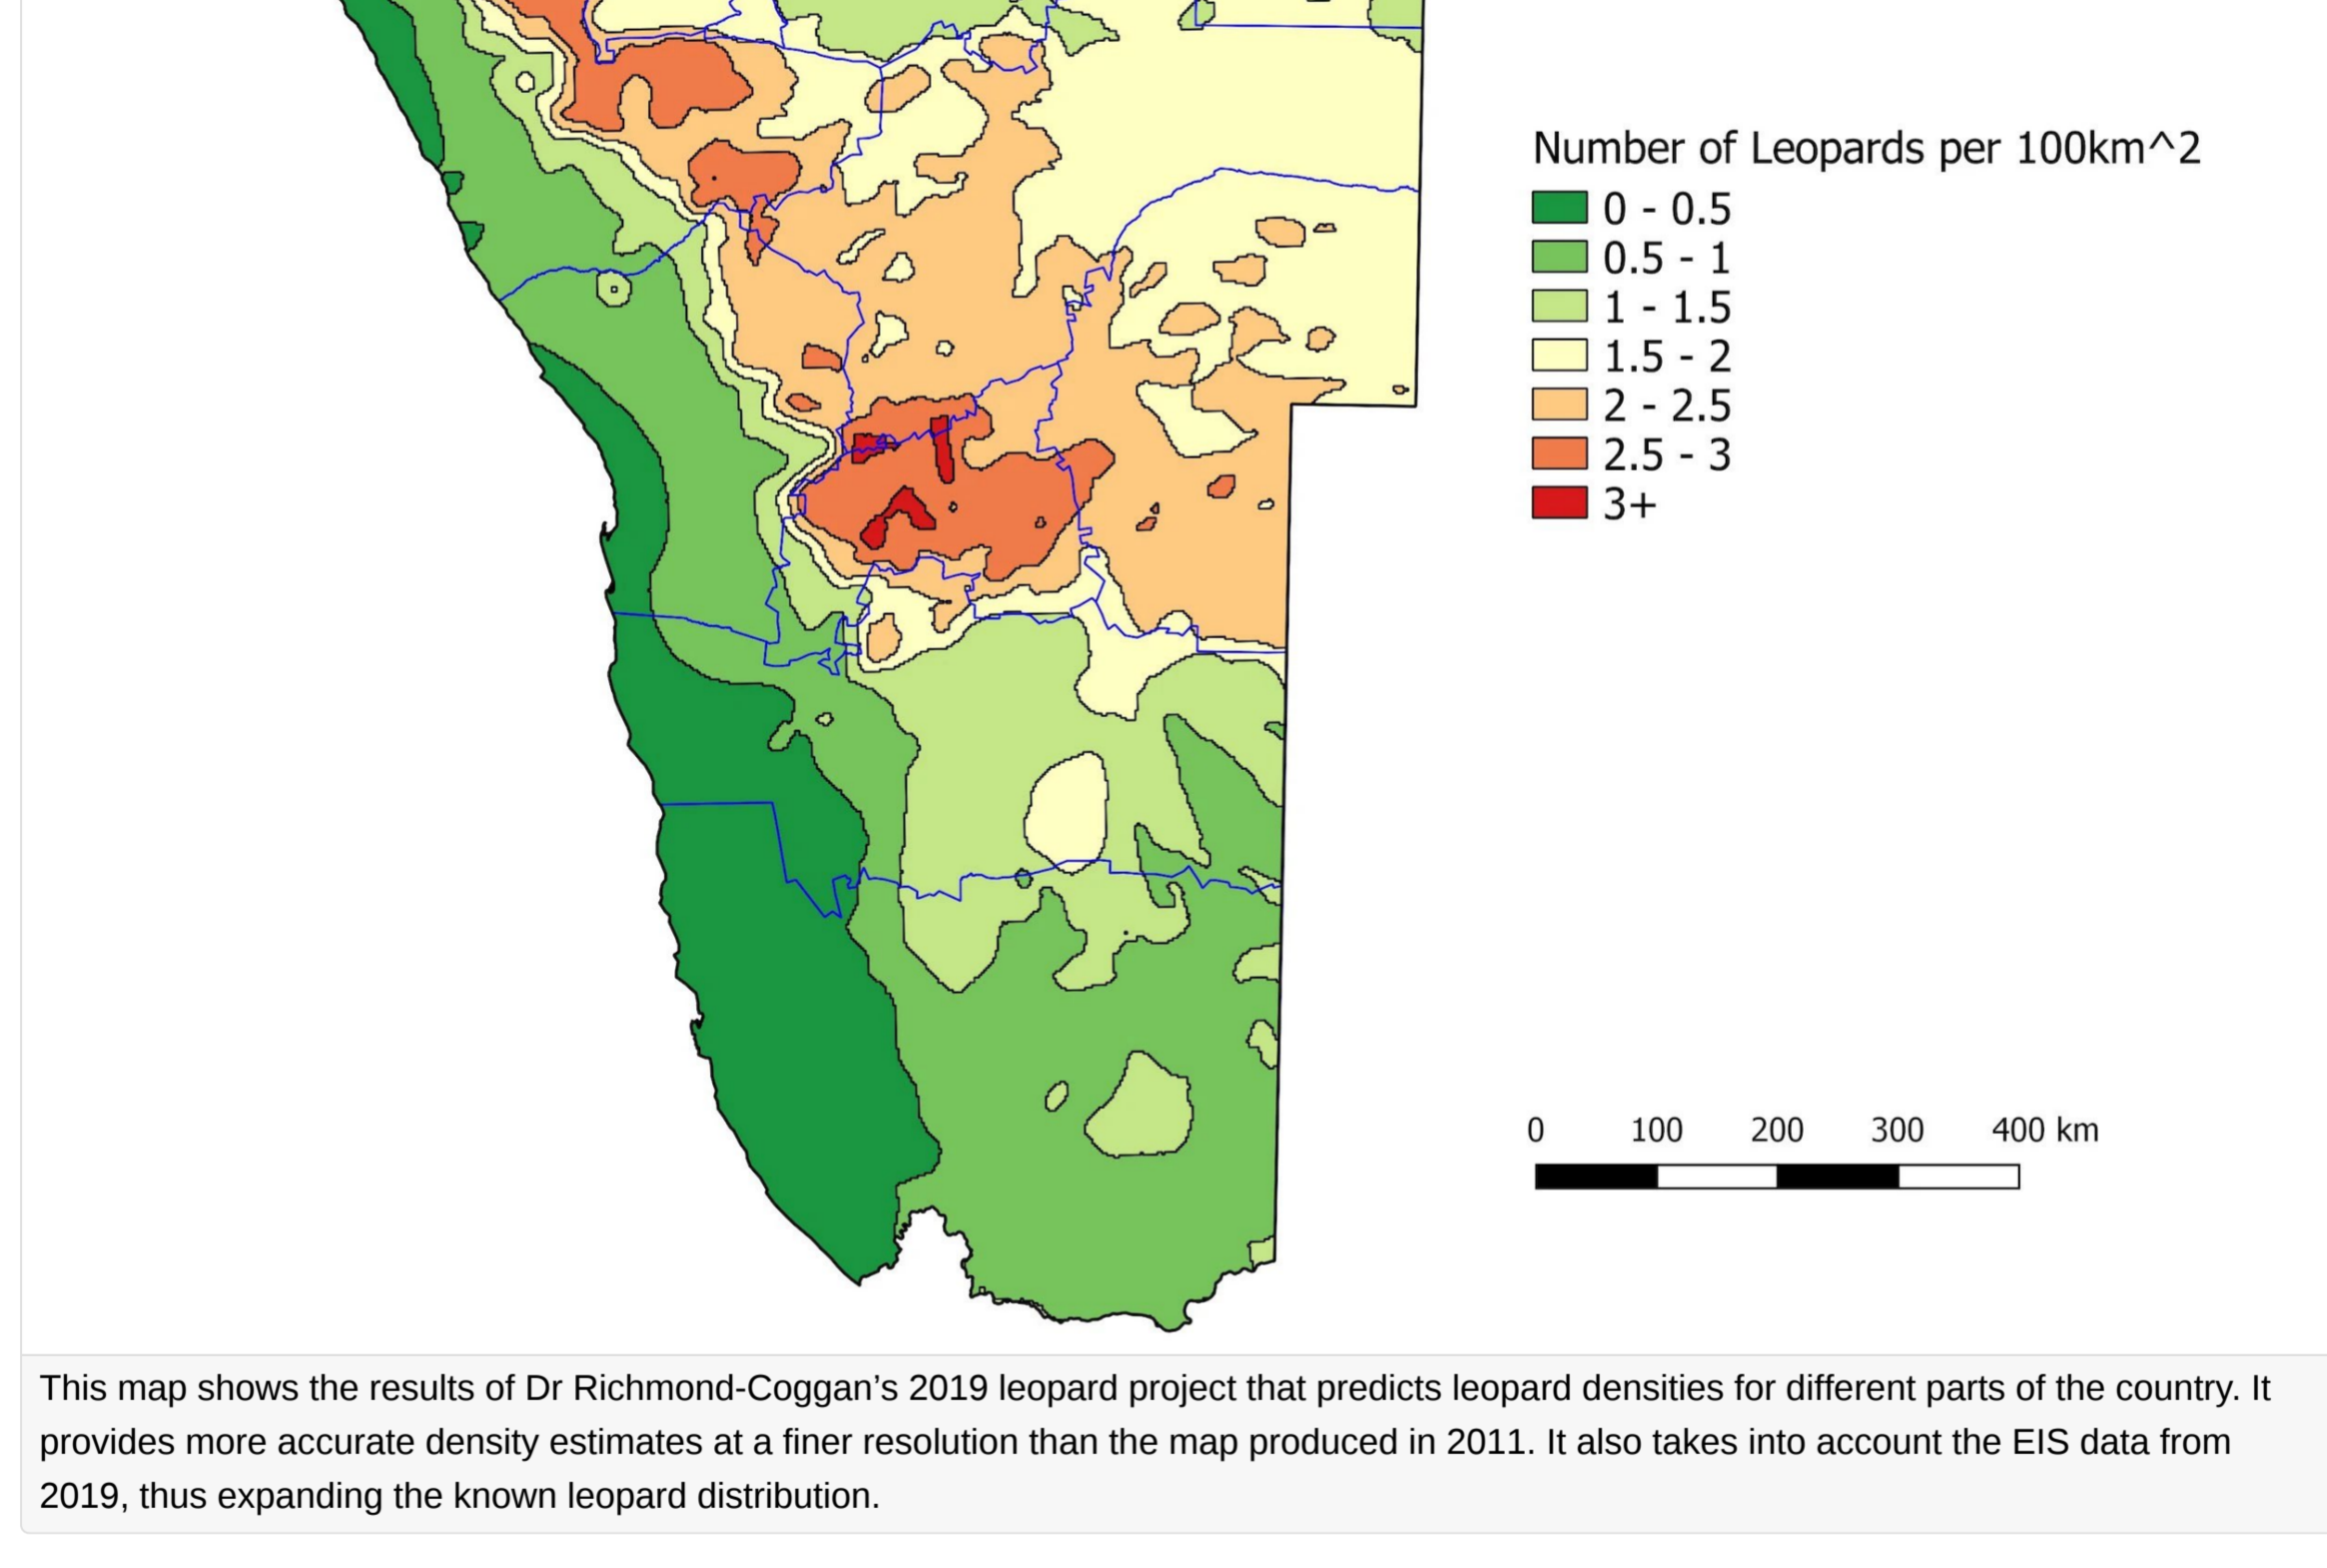 Number of Leopards per 100km^2
0 - 0.5
0.5 - 1
1 - 1.5
1.5 - 2
2 - 2.5
2.5 - 3
3+
0 100 200 300 400 km
This map shows the results of Dr Richmond-Coggan’s 2019 leopard project that predicts leopard densities for different parts of the country. It
provides more accurate density estimates at a finer resolution than the map produced in 2011. It also takes into account the EIS data from
2019, thus expanding the known leopard distribution.